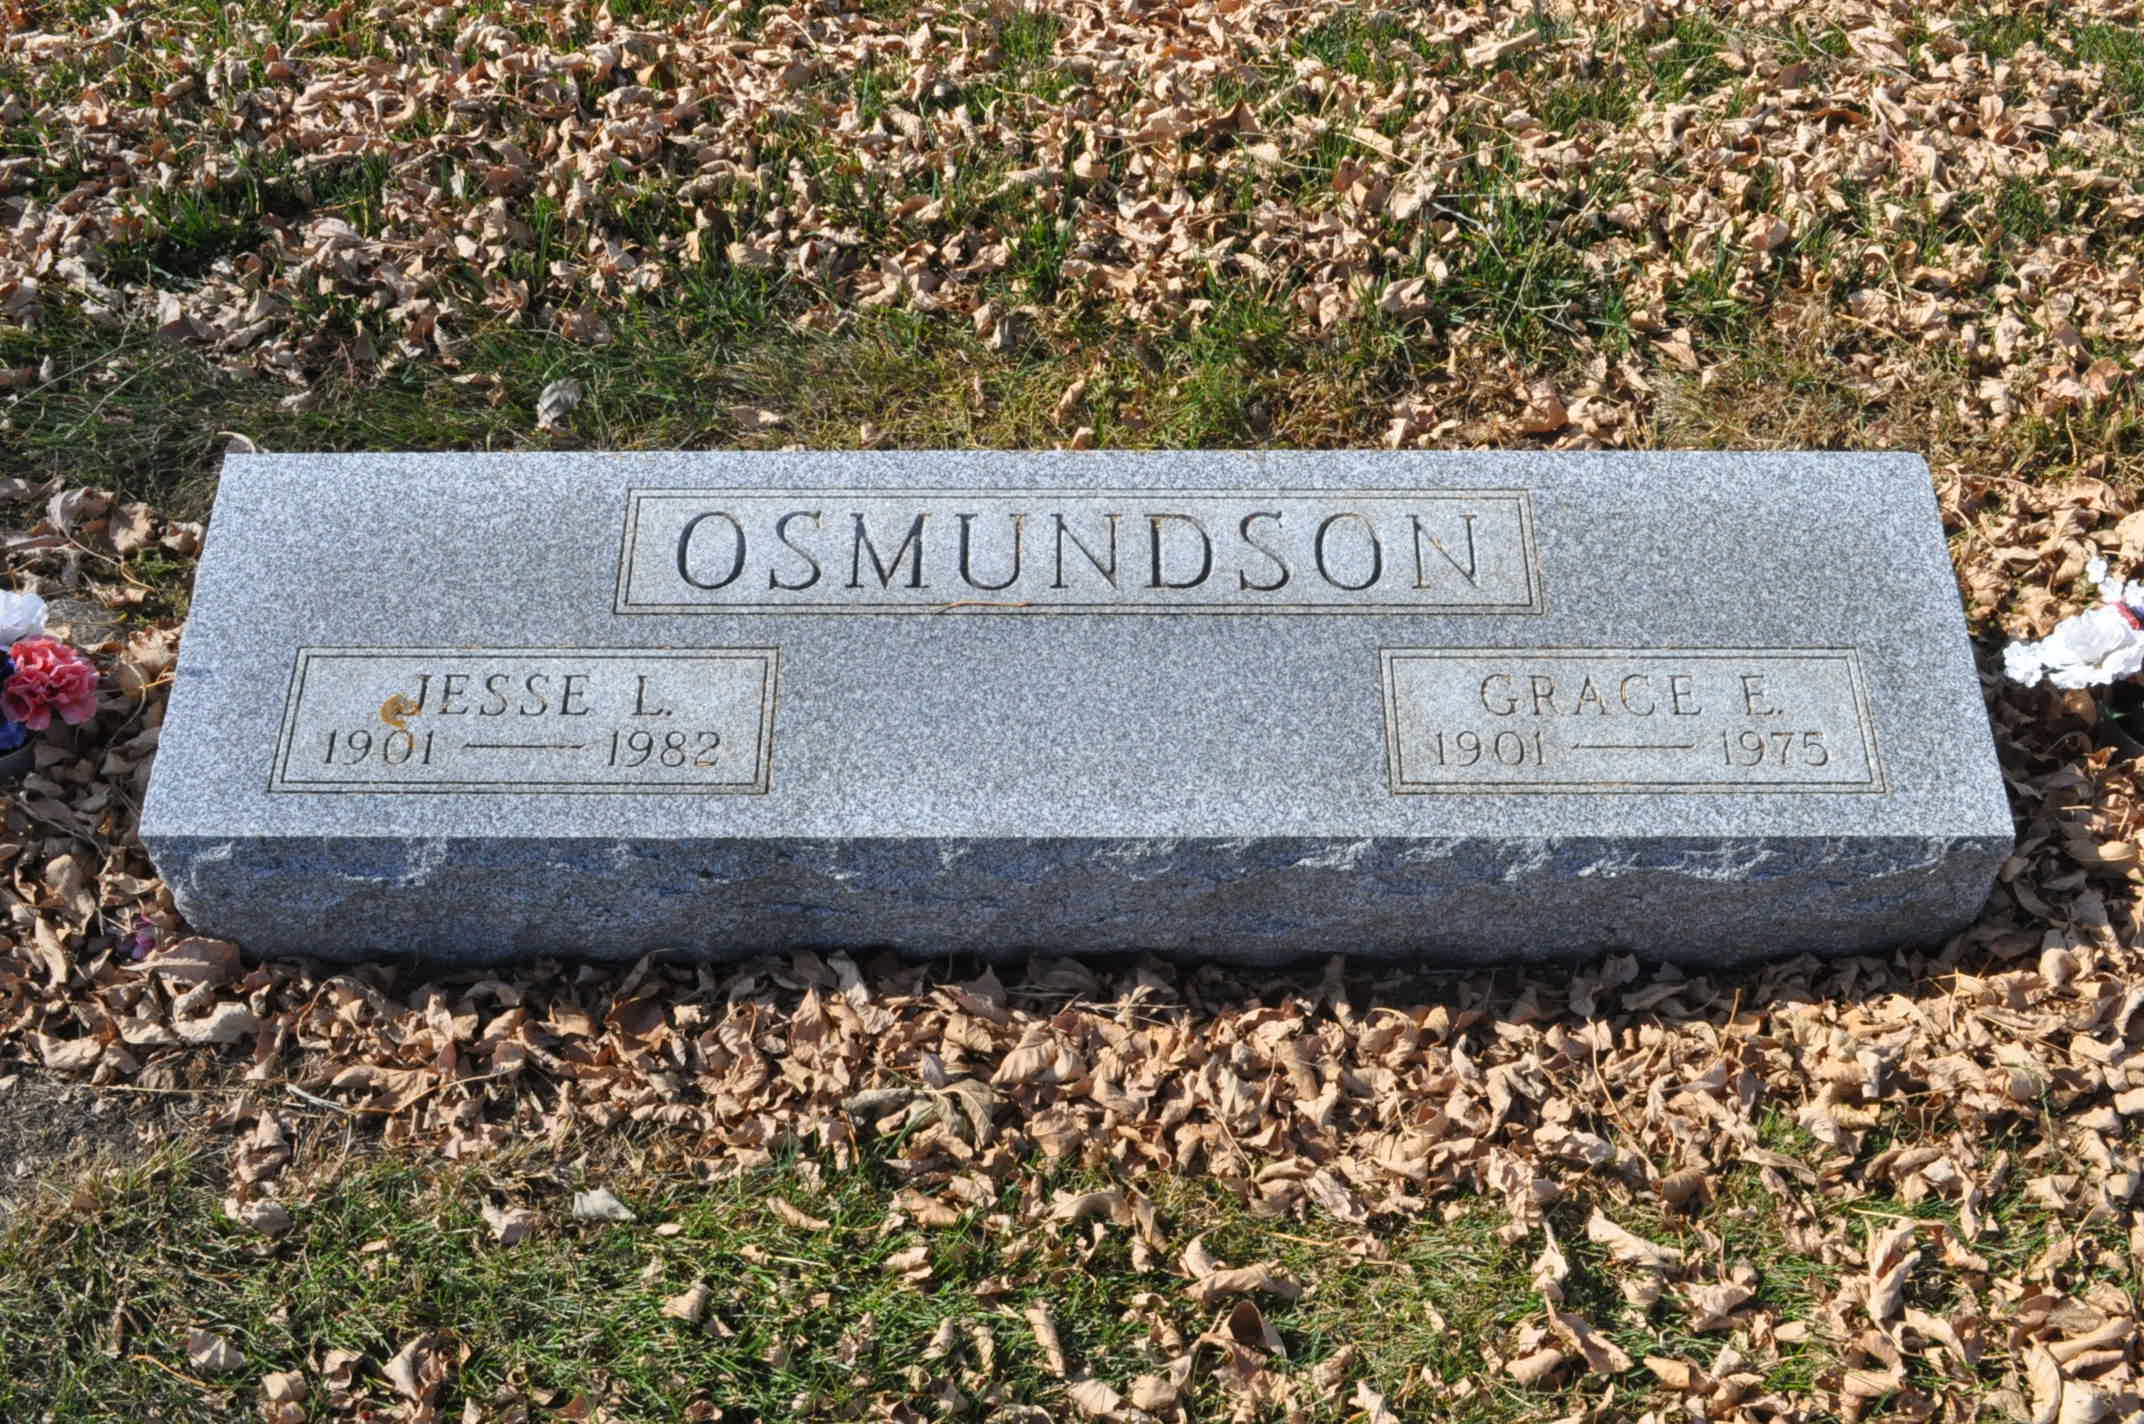 OSMUNDSON
JESSE L.
1901 — 1982
GRACE E.
1901 — 1975